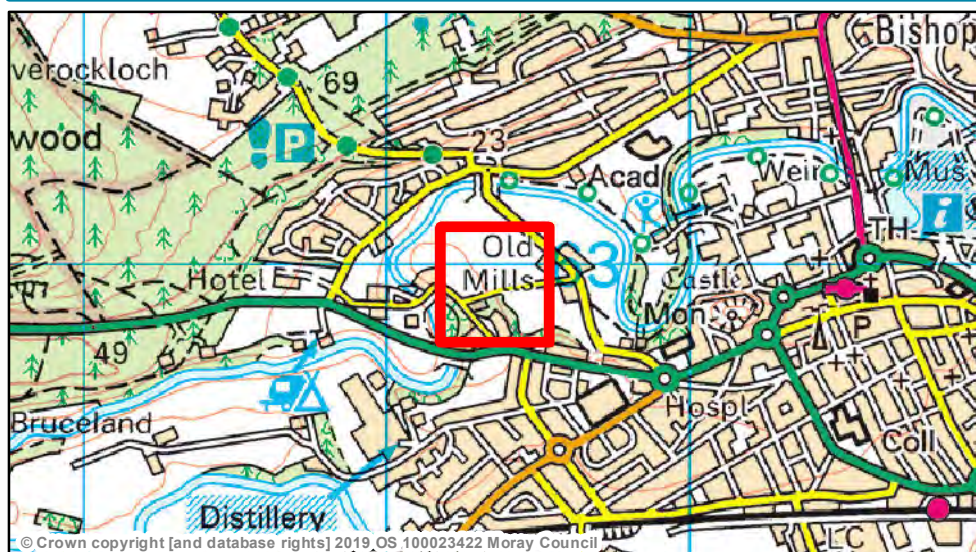 Bishop
verockloch
69
wood
P
23
Acad
Weir
Mus
i
TH
Old
Mills
63
Hotel
Castle
Mon
P
49
Bruceland
Hospl
Coll
Distillery
LC
© Crown copyright [and database rights] 2019 OS 100023422 Moray Council